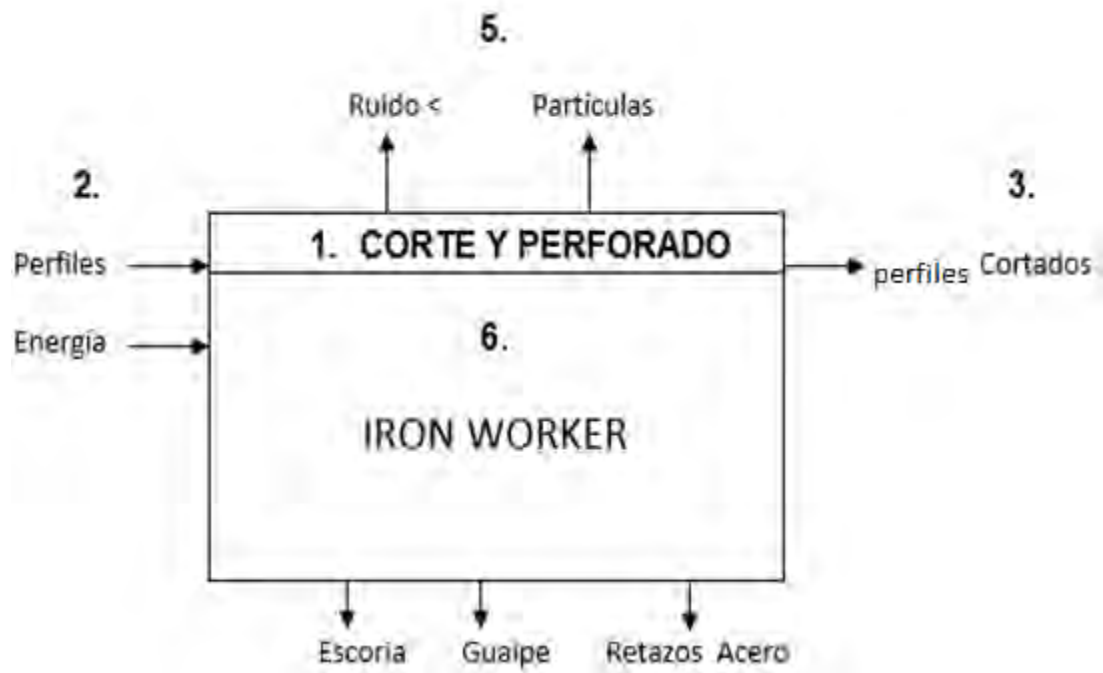 5.
Ruido < Partículas
2. 3.
1. CORTE Y PERFORADO
Perfiles perfiles Cortados
Energía 6.
IRON WORKER
Escoria Guaipe Retazos Acero